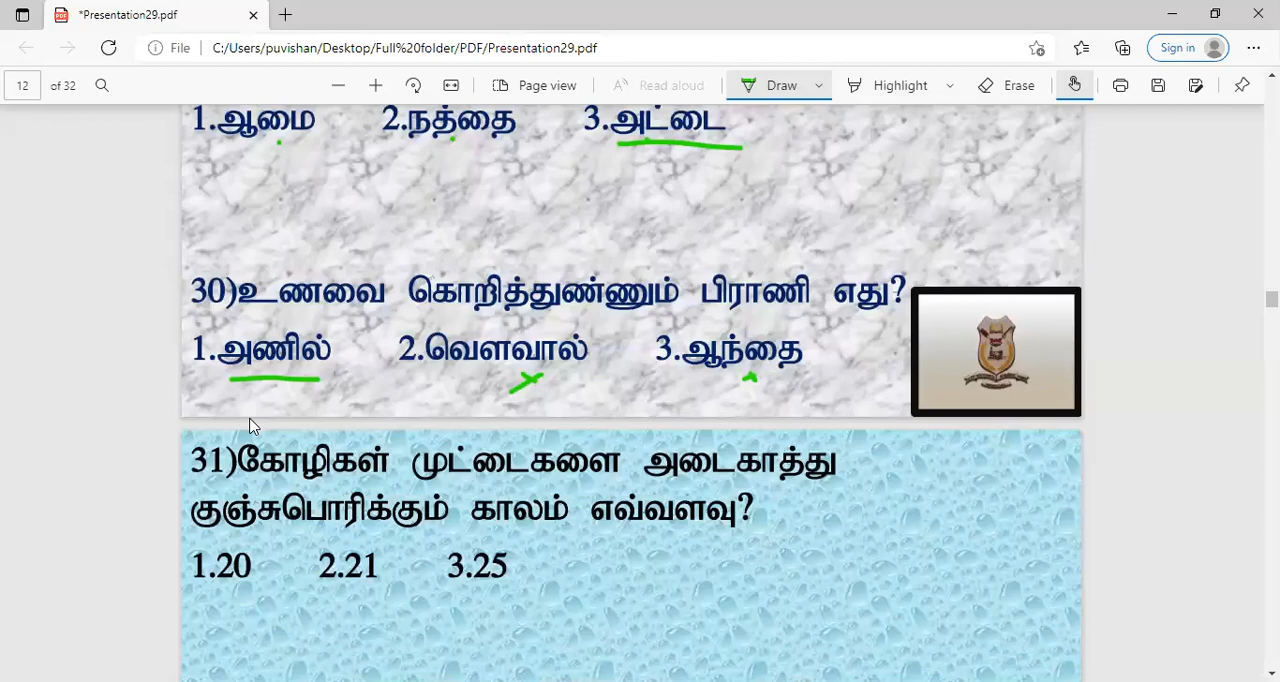 *Presentation29.pdf
File C:/Users/puvishan/Desktop/Full%20folder/PDF/Presentation29.pdf Sign in
12 of 32 Page view Read aloud Draw Highlight Erase
1.ஆமை 2.நத்தை 3.அட்டை
30)உணவை கொறித்துண்ணும் பிராணி எது?
1.அணில் 2.வௌவால் 3.ஆந்தை
31)கோழிகள் முட்டைகளை அடைகாத்து
குஞ்சுபொரிக்கும் காலம் எவ்வளவு?
1.20 2.21 3.25